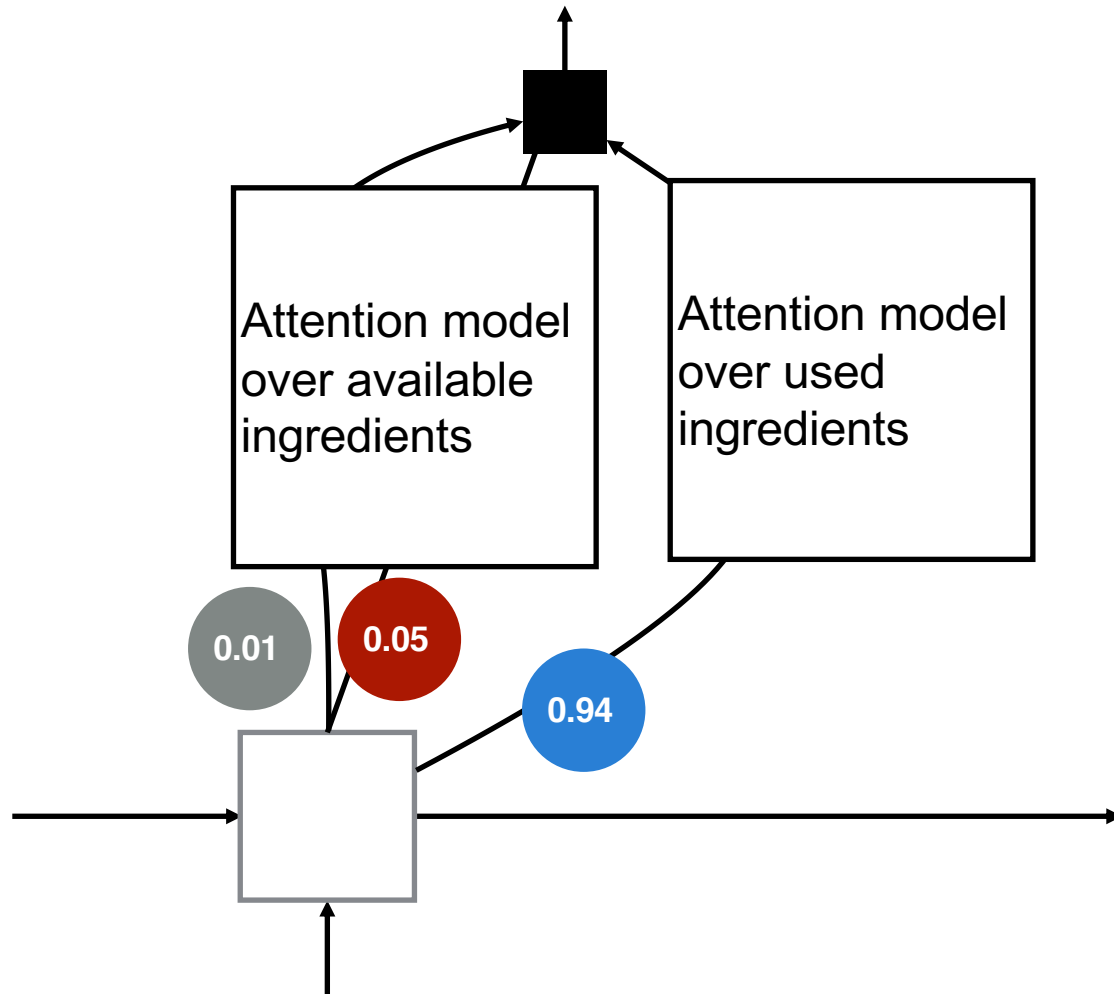 Attention model
over available
ingredients
Attention model
over used
ingredients
0.01
0.05
0.94